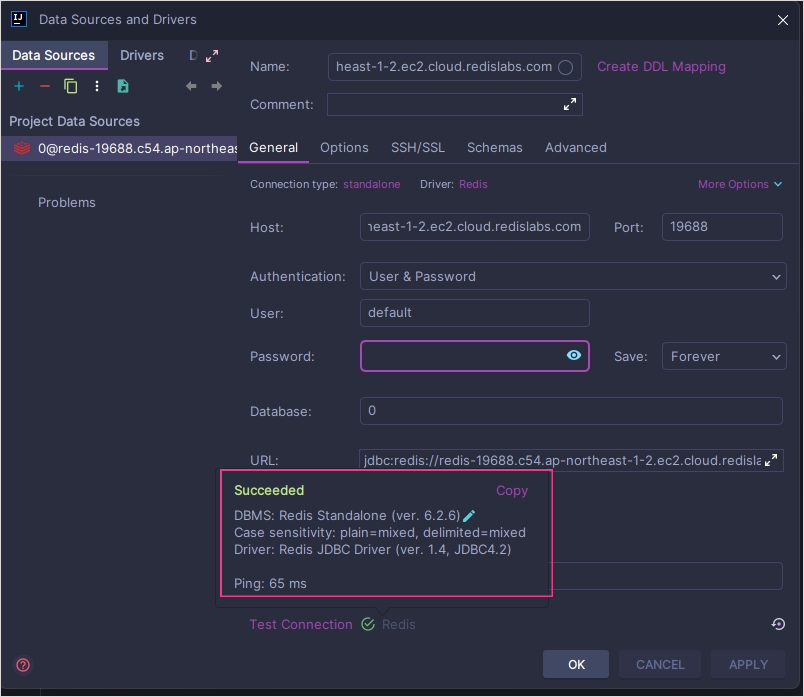 IJ
Data Sources and Drivers
Data Sources
Drivers
D
Project Data Sources
0@redis-19688.c54.ap-northeas
Problems
Name:
heast-1-2.ec2.cloud.redislabs.com
Create DDL Mapping
Comment:
General
Options
SSH/SSL
Schemas
Advanced
Connection type: standalone
Driver: Redis
More Options
Host:
heast-1-2.ec2.cloud.redislabs.com
Port:
19688
Authentication:
User & Password
User:
default
Password:
Save:
Forever
Database:
0
URL:
jdbc:redis://redis-19688.c54.ap-northeast-1-2.ec2.cloud.redisla
Succeeded
Copy
DBMS: Redis Standalone (ver. 6.2.6)
Case sensitivity: plain=mixed, delimited=mixed
Driver: Redis JDBC Driver (ver. 1.4, JDBC4.2)
Ping: 65 ms
Test Connection
Redis
?
OK
CANCEL
APPLY